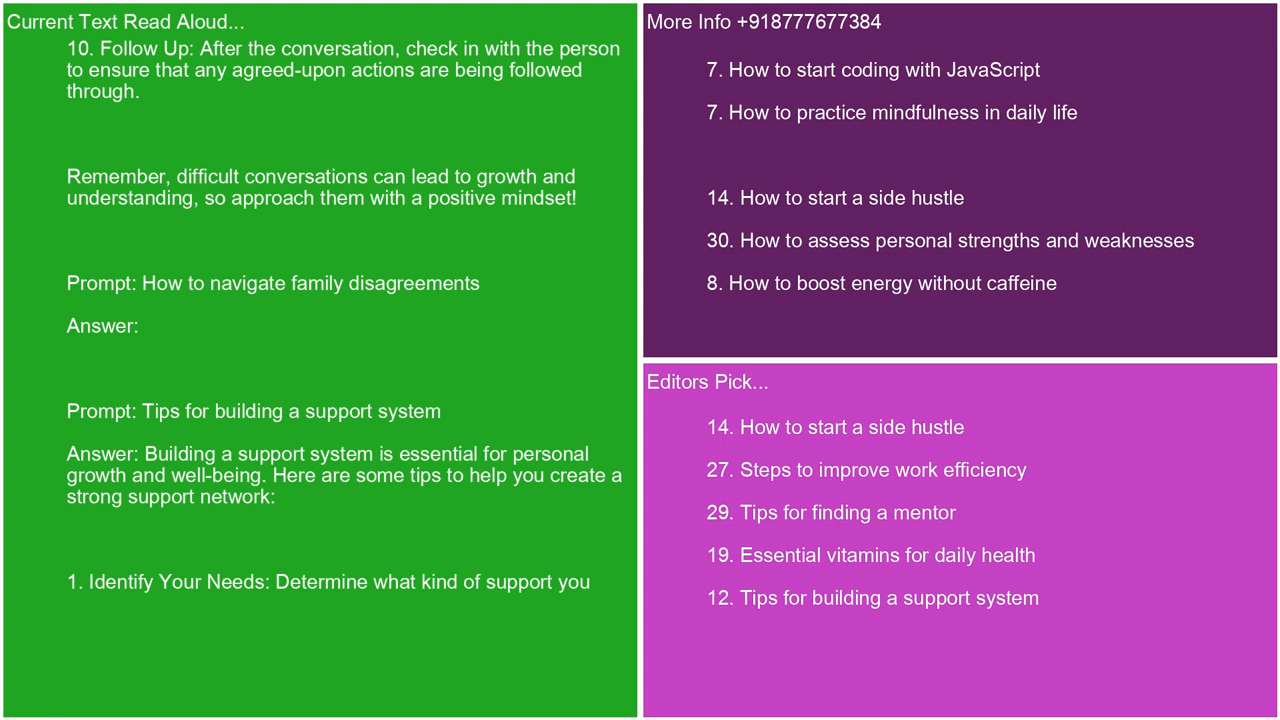 Current Text Read Aloud...
10. Follow Up: After the conversation, check in with the person
to ensure that any agreed-upon actions are being followed
through.
Remember, difficult conversations can lead to growth and
understanding, so approach them with a positive mindset!
Prompt: How to navigate family disagreements
Answer:
Prompt: Tips for building a support system
Answer: Building a support system is essential for personal
growth and well-being. Here are some tips to help you create a
strong support network:
1. Identify Your Needs: Determine what kind of support you
More Info +918777677384
7. How to start coding with JavaScript
7. How to practice mindfulness in daily life
14. How to start a side hustle
30. How to assess personal strengths and weaknesses
8. How to boost energy without caffeine
Editors Pick...
14. How to start a side hustle
27. Steps to improve work efficiency
29. Tips for finding a mentor
19. Essential vitamins for daily health
12. Tips for building a support system